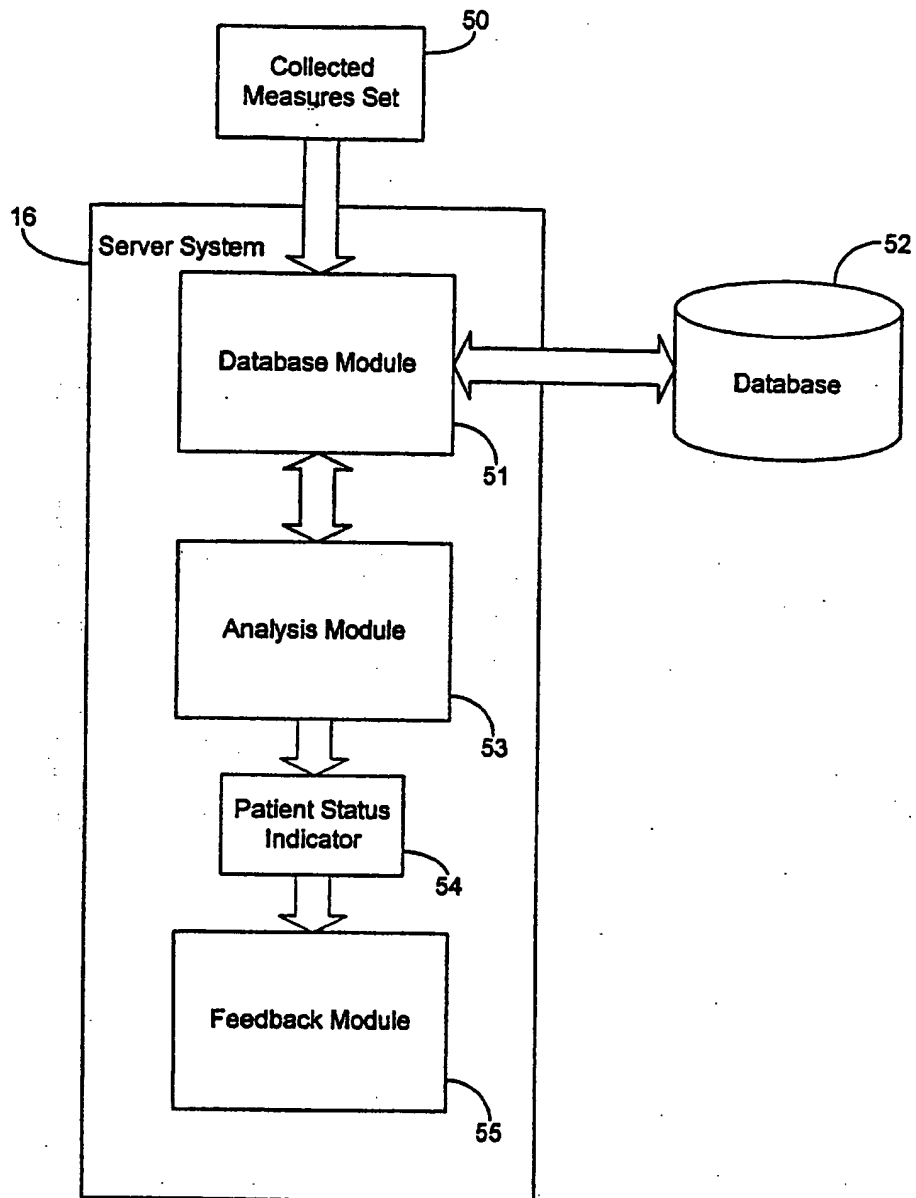 50
Collected
Measures Set
16
Server System
52
Database Module
Database
51
Analysis Module
53
Patient Status
Indicator
54
Feedback Module
55